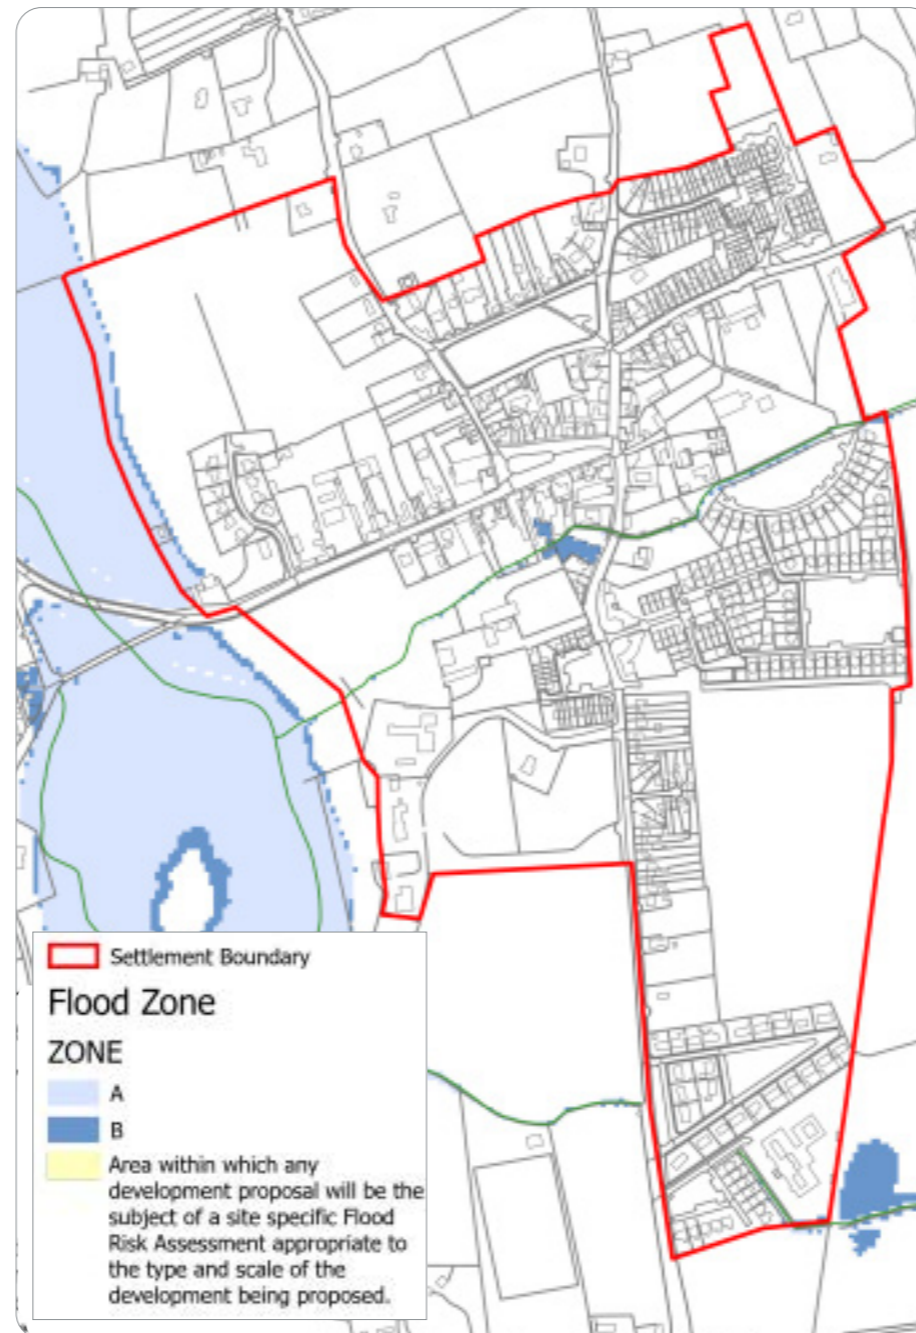 Settlement Boundary
Flood Zone
ZONE
A
B
Area within which any
development proposal will be the
subject of a site specific Flood
Risk Assessment appropriate to
the type and scale of the
development being proposed.